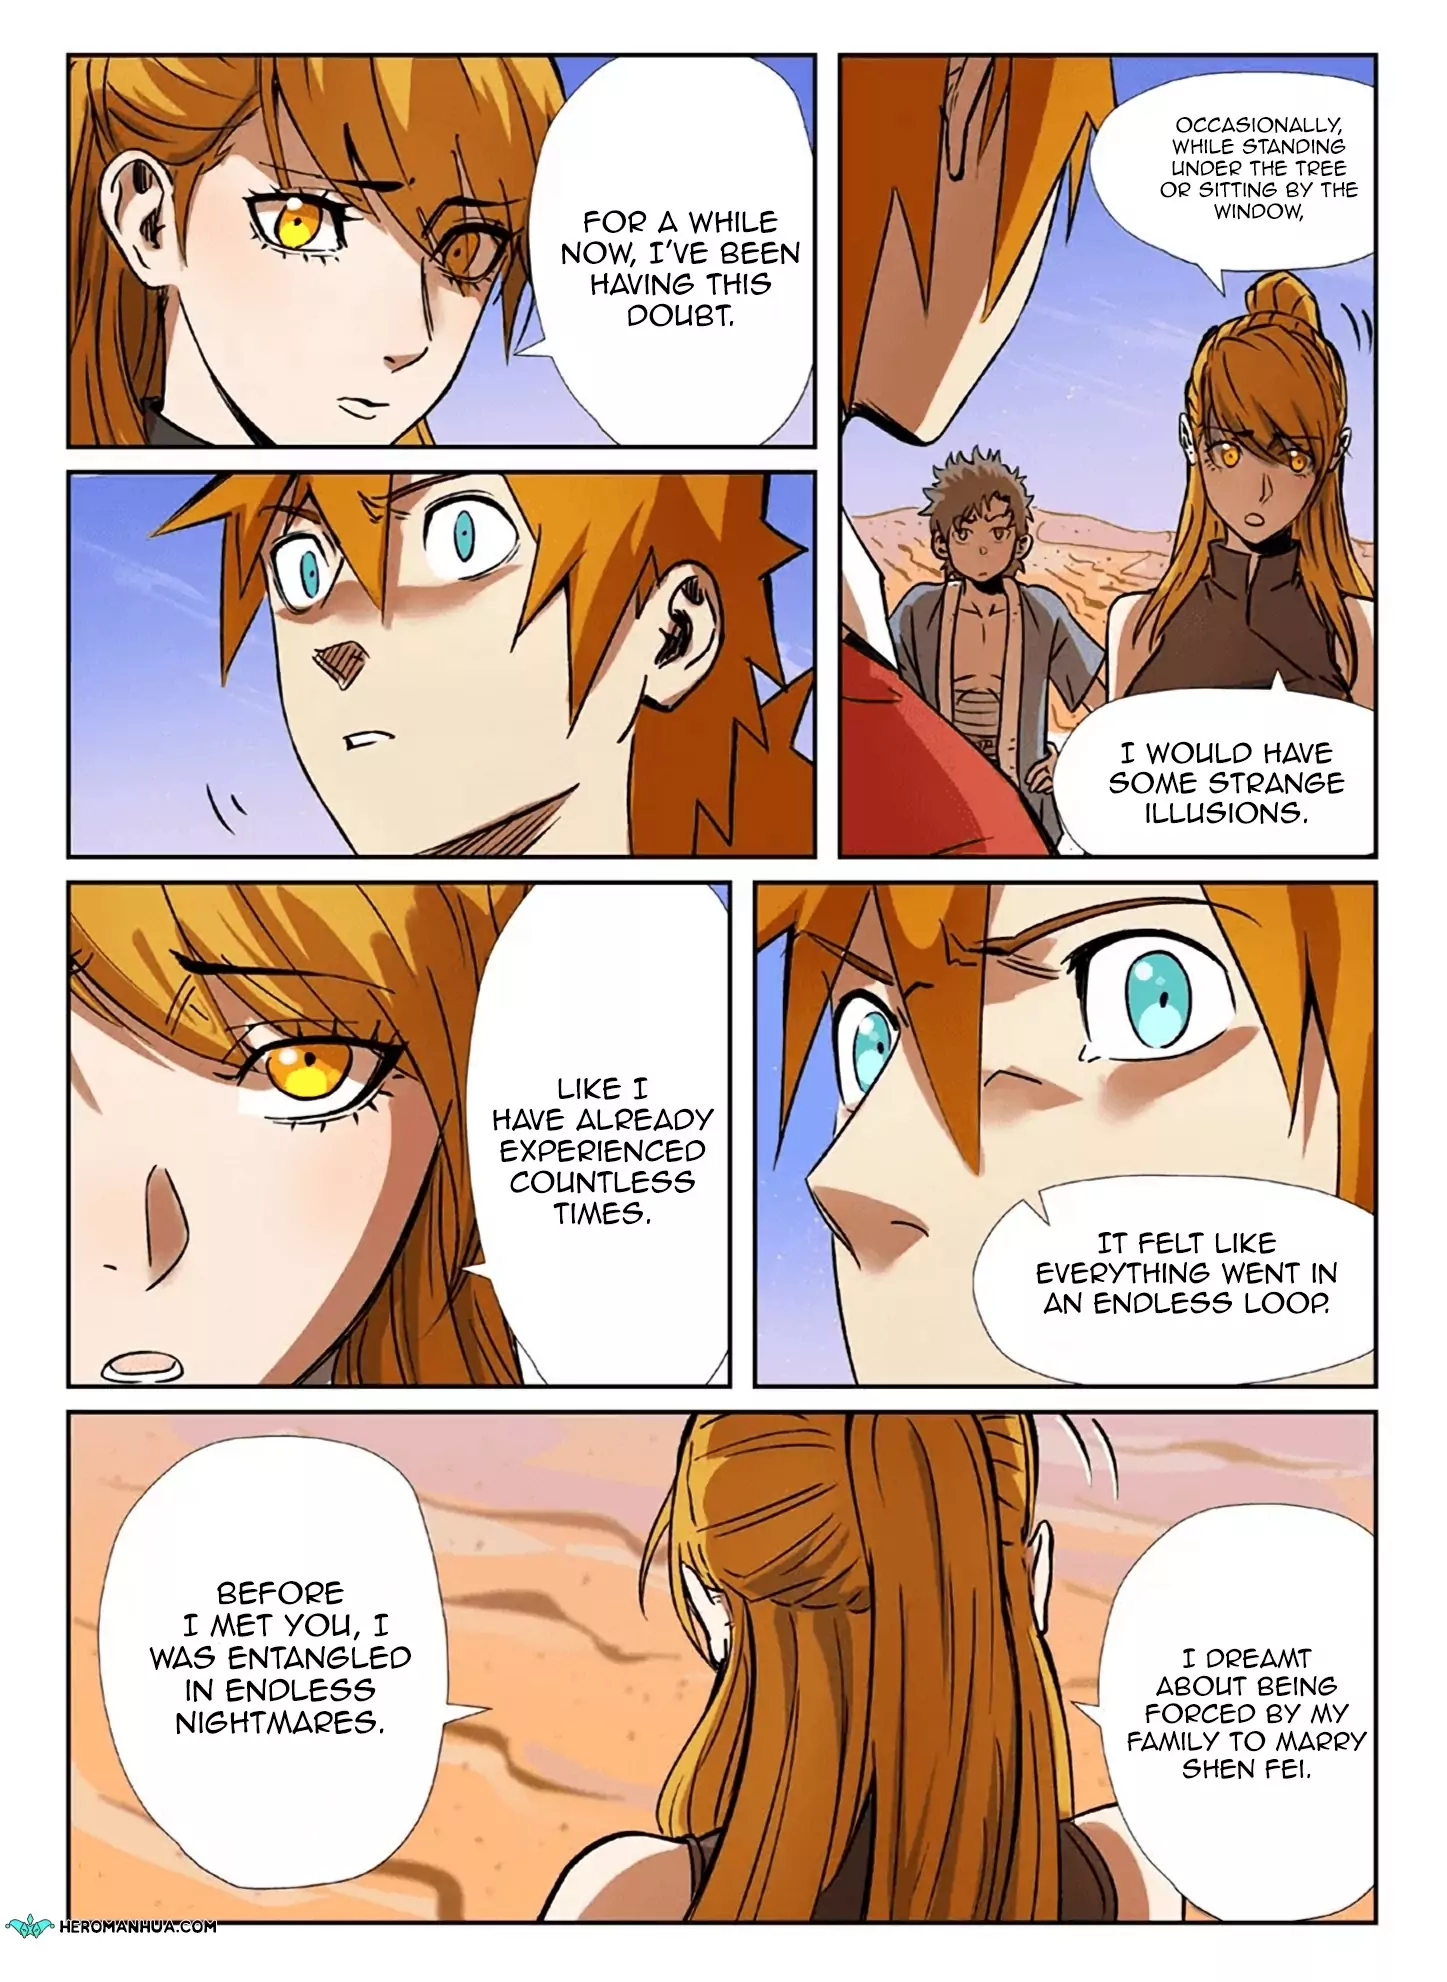 FOR A WHILE
NOW, I'VE BEEN
HAVING THIS
DOUBT.
OCCASIONALLY,
WHILE STANDING
UNDER THE TREE
OR SITTING BY THE
WINDOW,
I WOULD HAVE
SOME STRANGE
ILLUSIONS.
LIKE I
HAVE ALREADY
EXPERIENCED
COUNTLESS
TIMES.
IT FELT LIKE
EVERYTHING WENT IN
AN ENDLESS LOOP.
BEFORE
I MET YOU, I
WAS ENTANGLED
IN ENDLESS
NIGHTMARES.
I DREAMT
ABOUT BEING
FORCED BY MY
FAMILY TO MARRY
SHEN FEI.
HEROMANHUA.COM